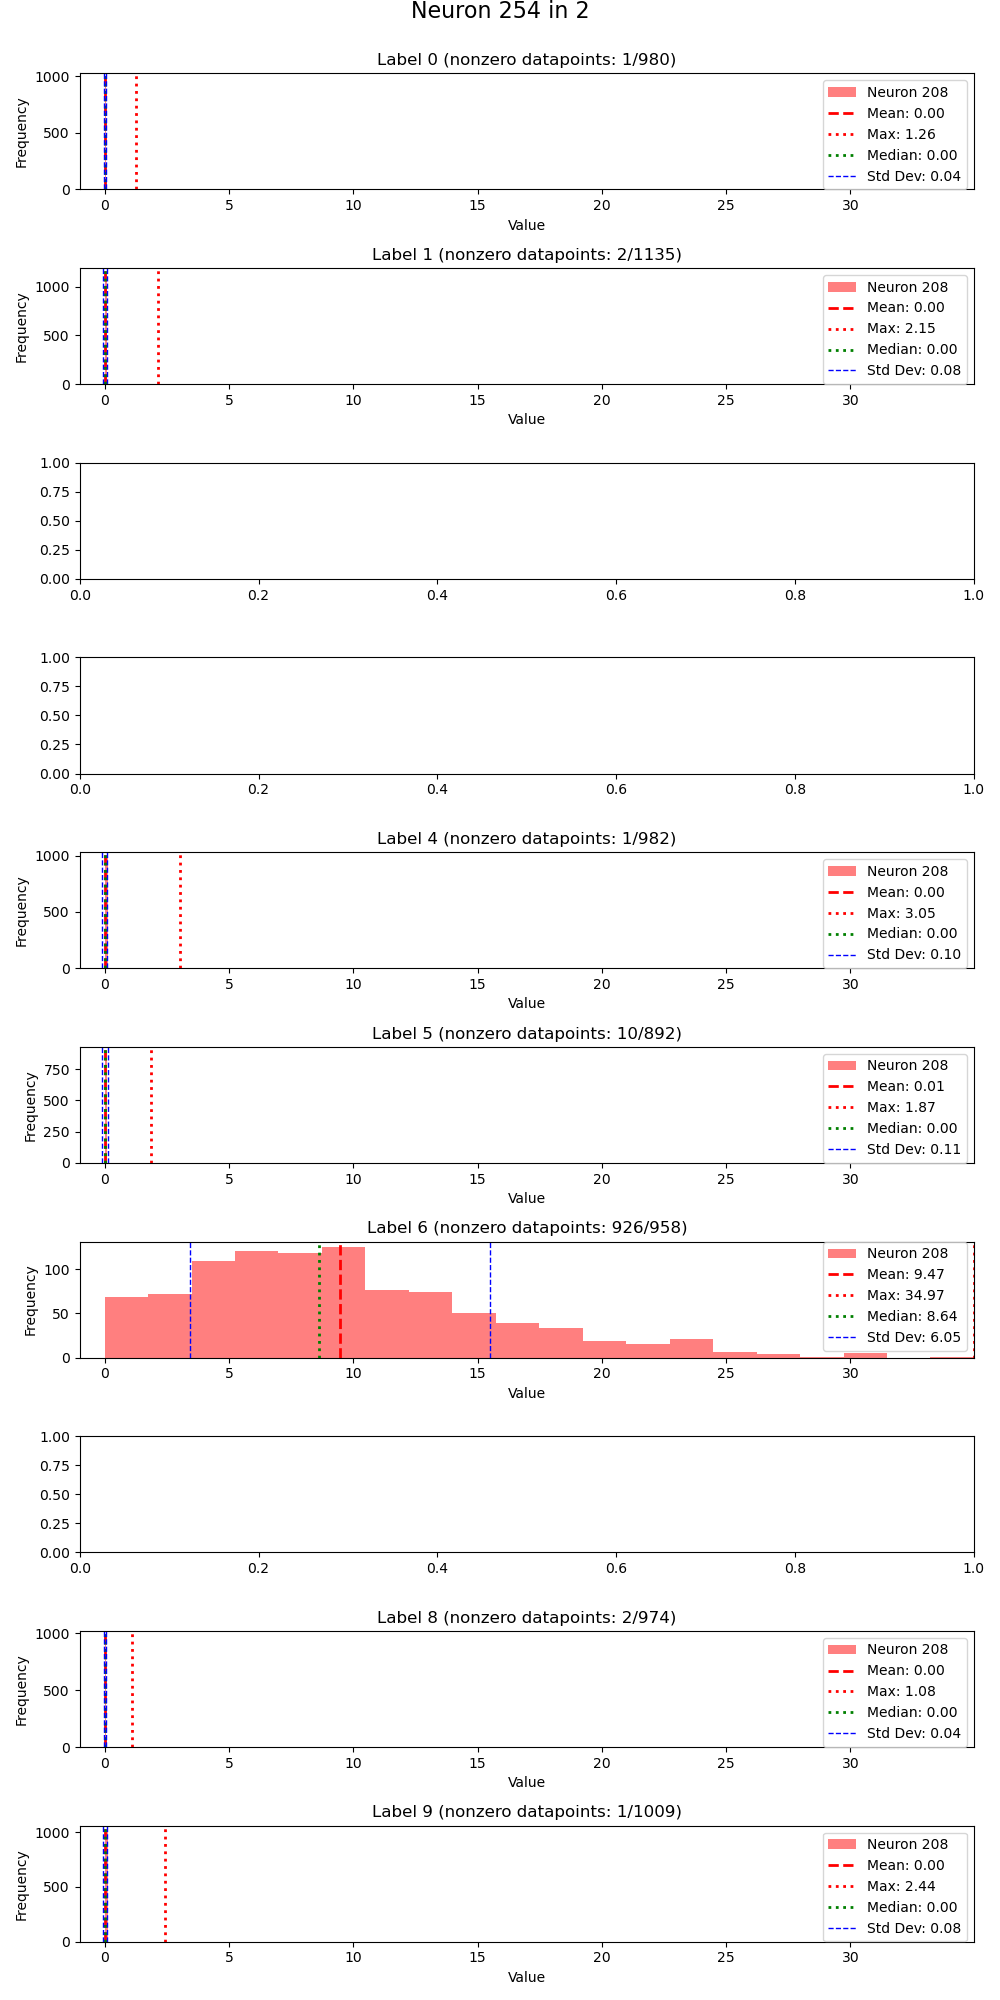 Neuron 254 in 2
Label 0 (nonzero datapoints: 1/980)
1000
500
0
Frequency
Neuron 208
Mean: 0.00
Max: 1.26
Median: 0.00
Std Dev: 0.04
0 5 10 15 20 25 30
Value
Label 1 (nonzero datapoints: 2/1135)
1000
500
0
Frequency
Neuron 208
Mean: 0.00
Max: 2.15
Median: 0.00
Std Dev: 0.08
0 5 10 15 20 25 30
Value
1.00
0.75
0.50
0.25
0.00
0.0 0.2 0.4 0.6 0.8 1.0
1.00
0.75
0.50
0.25
0.00
0.0 0.2 0.4 0.6 0.8 1.0
Label 4 (nonzero datapoints: 1/982)
1000
500
0
Frequency
Neuron 208
Mean: 0.00
Max: 3.05
Median: 0.00
Std Dev: 0.10
0 5 10 15 20 25 30
Value
Label 5 (nonzero datapoints: 10/892)
750
500
250
0
Frequency
Neuron 208
Mean: 0.01
Max: 1.87
Median: 0.00
Std Dev: 0.11
0 5 10 15 20 25 30
Value
Label 6 (nonzero datapoints: 926/958)
100
50
0
Frequency
Neuron 208
Mean: 9.47
Max: 34.97
Median: 8.64
Std Dev: 6.05
0 5 10 15 20 25 30
Value
1.00
0.75
0.50
0.25
0.00
0.0 0.2 0.4 0.6 0.8 1.0
Label 8 (nonzero datapoints: 2/974)
1000
500
0
Frequency
Neuron 208
Mean: 0.00
Max: 1.08
Median: 0.00
Std Dev: 0.04
0 5 10 15 20 25 30
Value
Label 9 (nonzero datapoints: 1/1009)
1000
500
0
Frequency
Neuron 208
Mean: 0.00
Max: 2.44
Median: 0.00
Std Dev: 0.08
0 5 10 15 20 25 30
Value